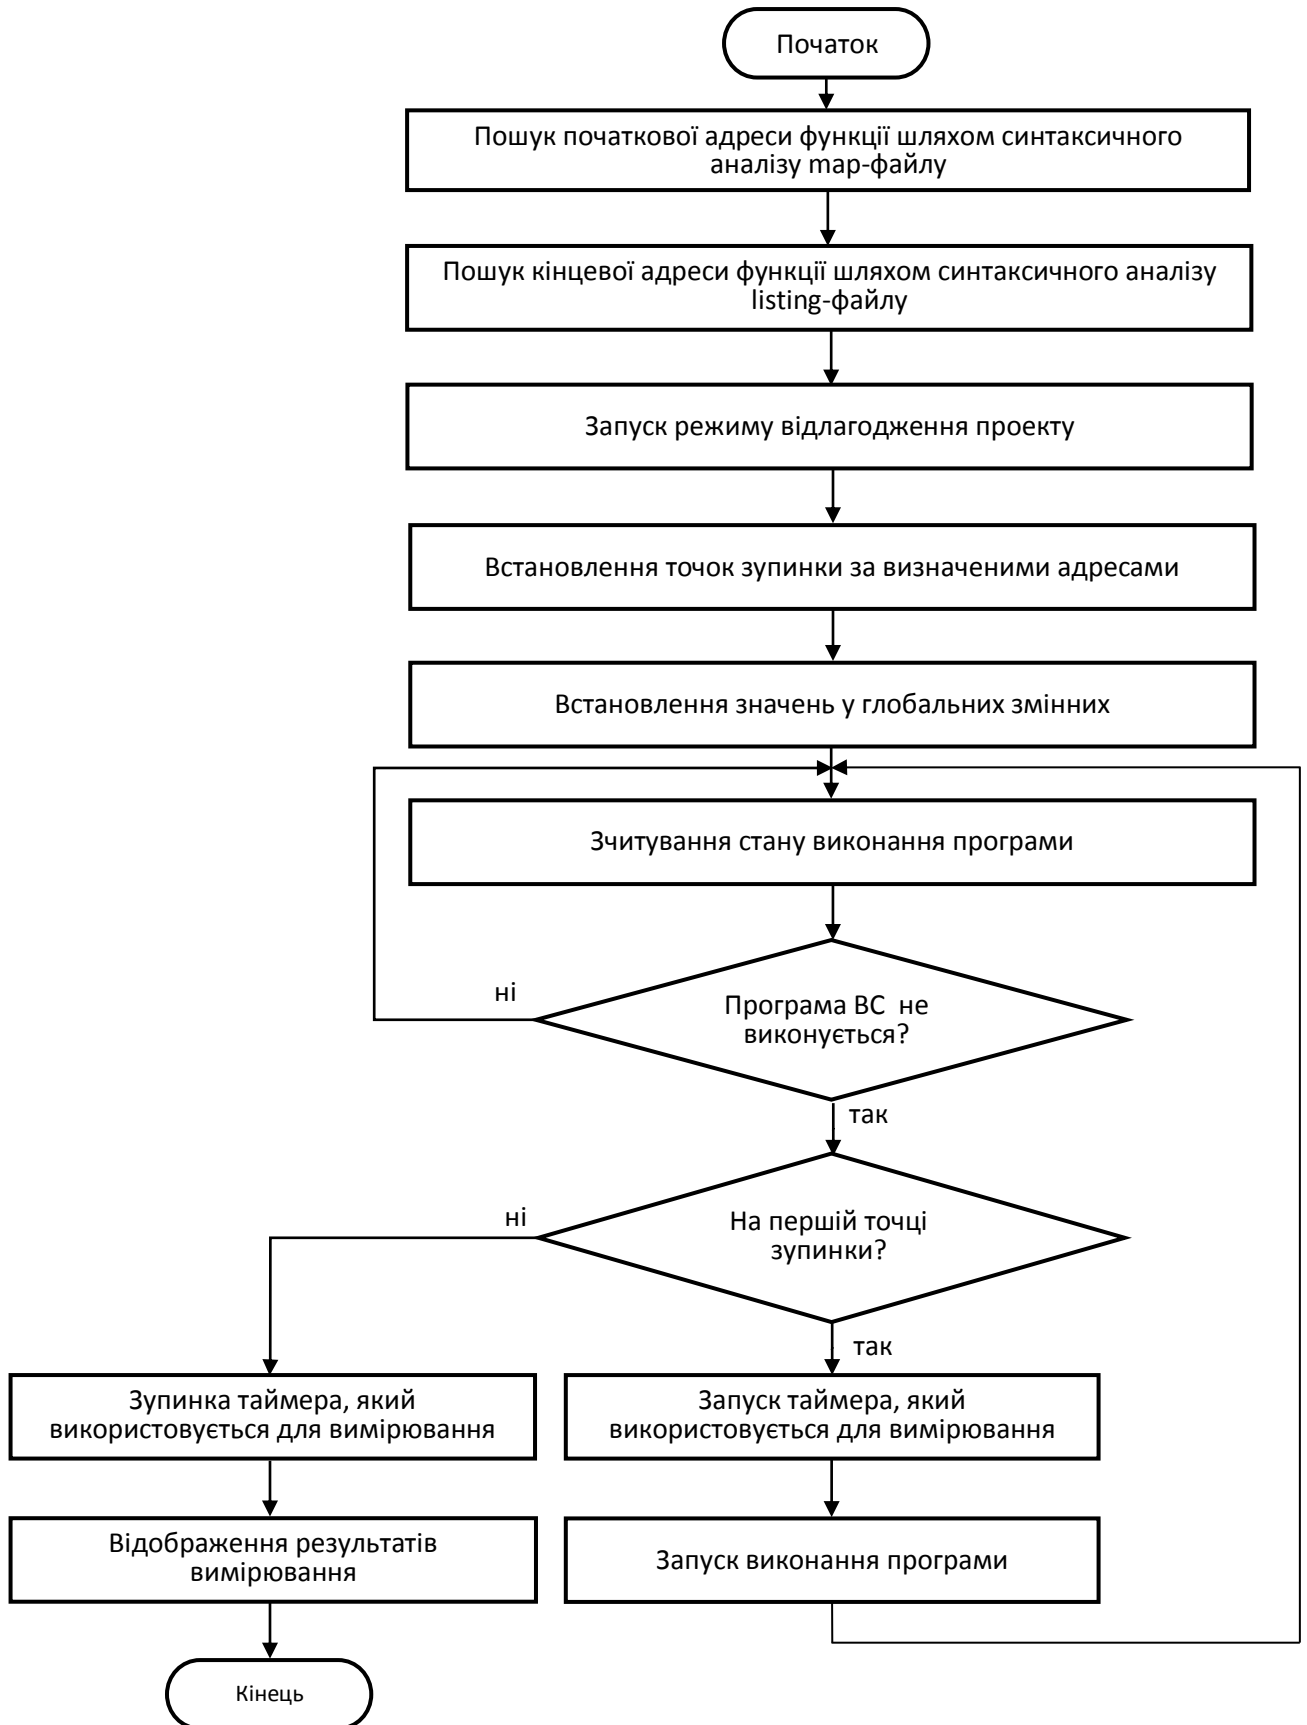 Початок
Пошук початкової адреси функції шляхом синтаксичного
аналізу map-файлу
Пошук кінцевої адреси функції шляхом синтаксичного аналізу
listing-файлу
Запуск режиму відлагодження проекту
Встановлення точок зупинки за визначеними адресами
Встановлення значень у глобальних змінних
Зчитування стану виконання програми
ні
Програма ВС не
виконується?
так
ні
На першій точці
зупинки?
так
Зупинка таймера, який
використовується для вимірювання
Запуск таймера, який
використовується для вимірювання
Відображення результатів
вимірювання
Запуск виконання програми
Кінець